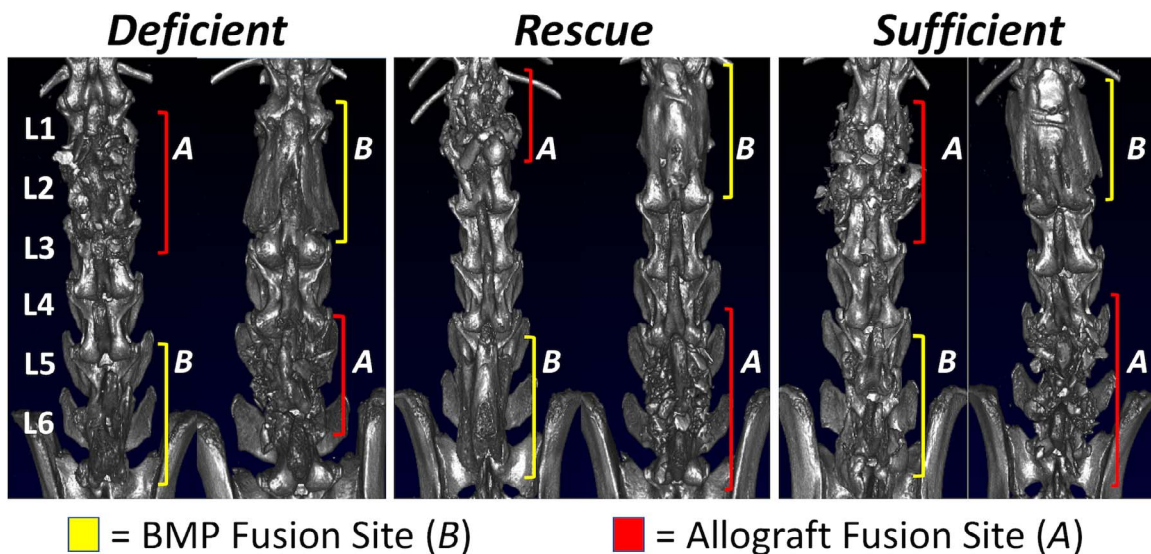 Deficient Rescue Sufficient
L1
L2
L3
L4
L5
L6
A
B
B
A
A
B
B
A
A
B
B
A
= BMP Fusion Site (B) = Allograft Fusion Site (A)